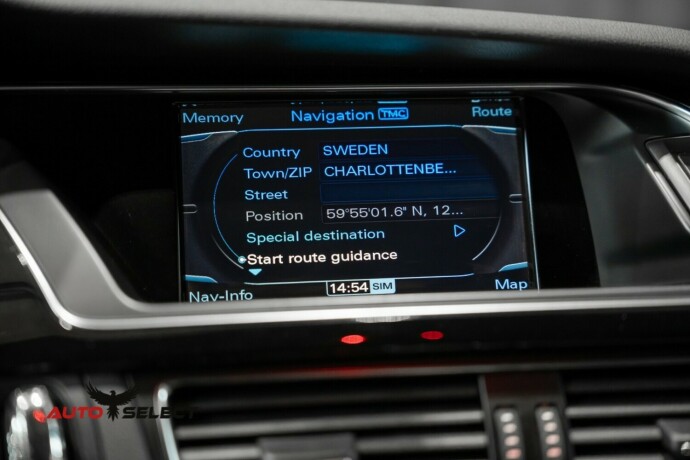 Memory Navigation TMC Route
Country SWEDEN
Town/ZIP CHARLOTTENBE...
Street
Position 59°55'01.6" N, 12...
Special destination
Start route guidance
Nav-Info 14:54 SIM Map
AUTO SELECT